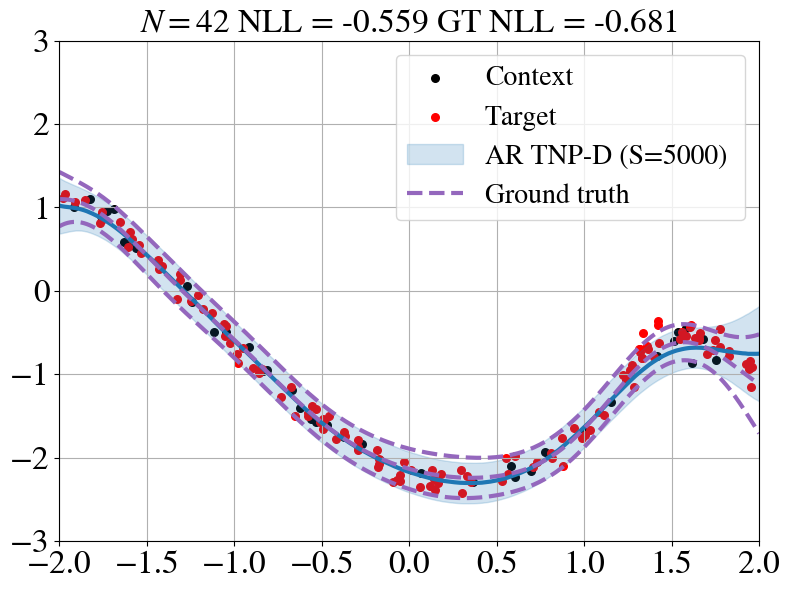 N = 42 NLL = -0.559 GT NLL = -0.681
3
2
1
0
−1
−2
−3
Context
Target
AR TNP-D (S=5000)
Ground truth
−2.0 −1.5 −1.0 −0.5 0.0 0.5 1.0 1.5 2.0